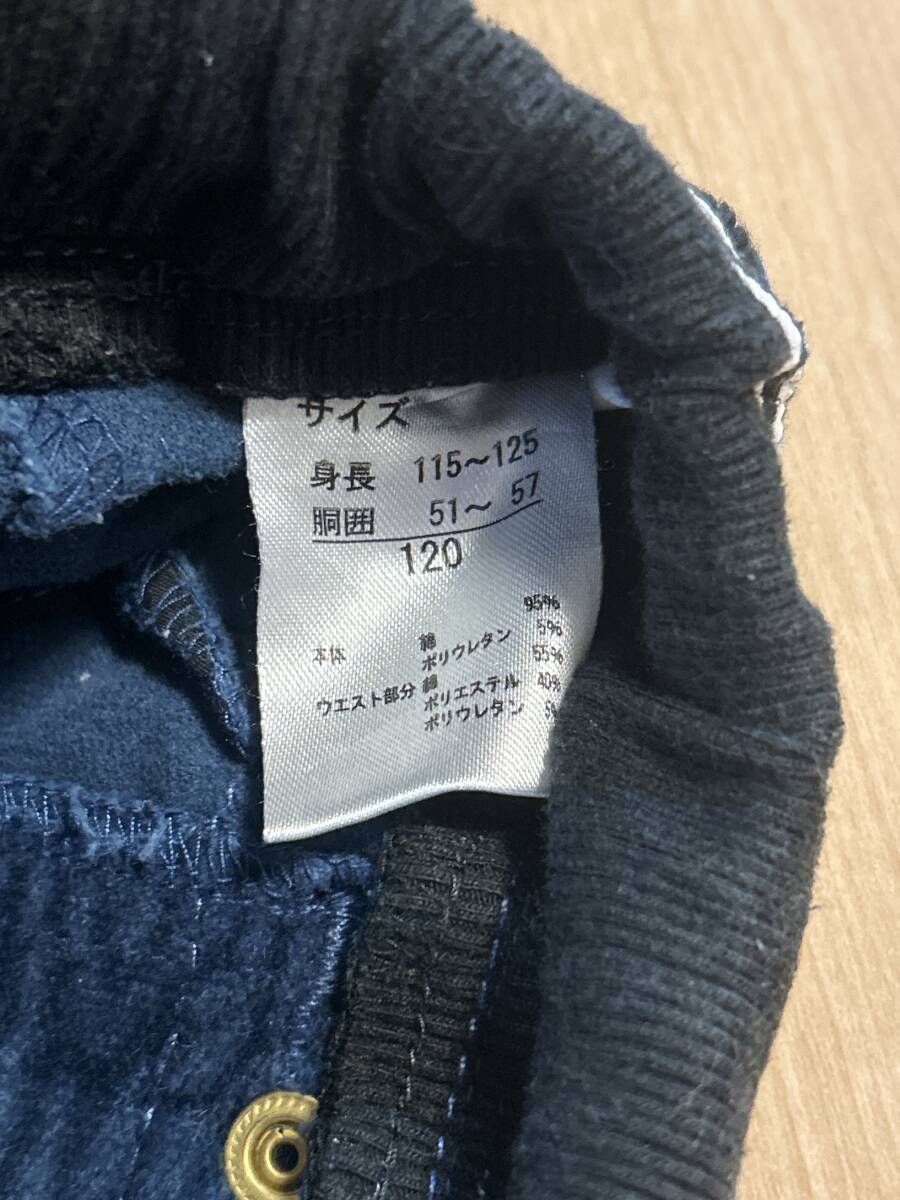 サイズ
身長 115～125
胴囲 51～ 57
120
95%
本体 綿 5%
ポリウレタン 55%
ウエスト部分 綿 40%
ポリエステル
ポリウレタン